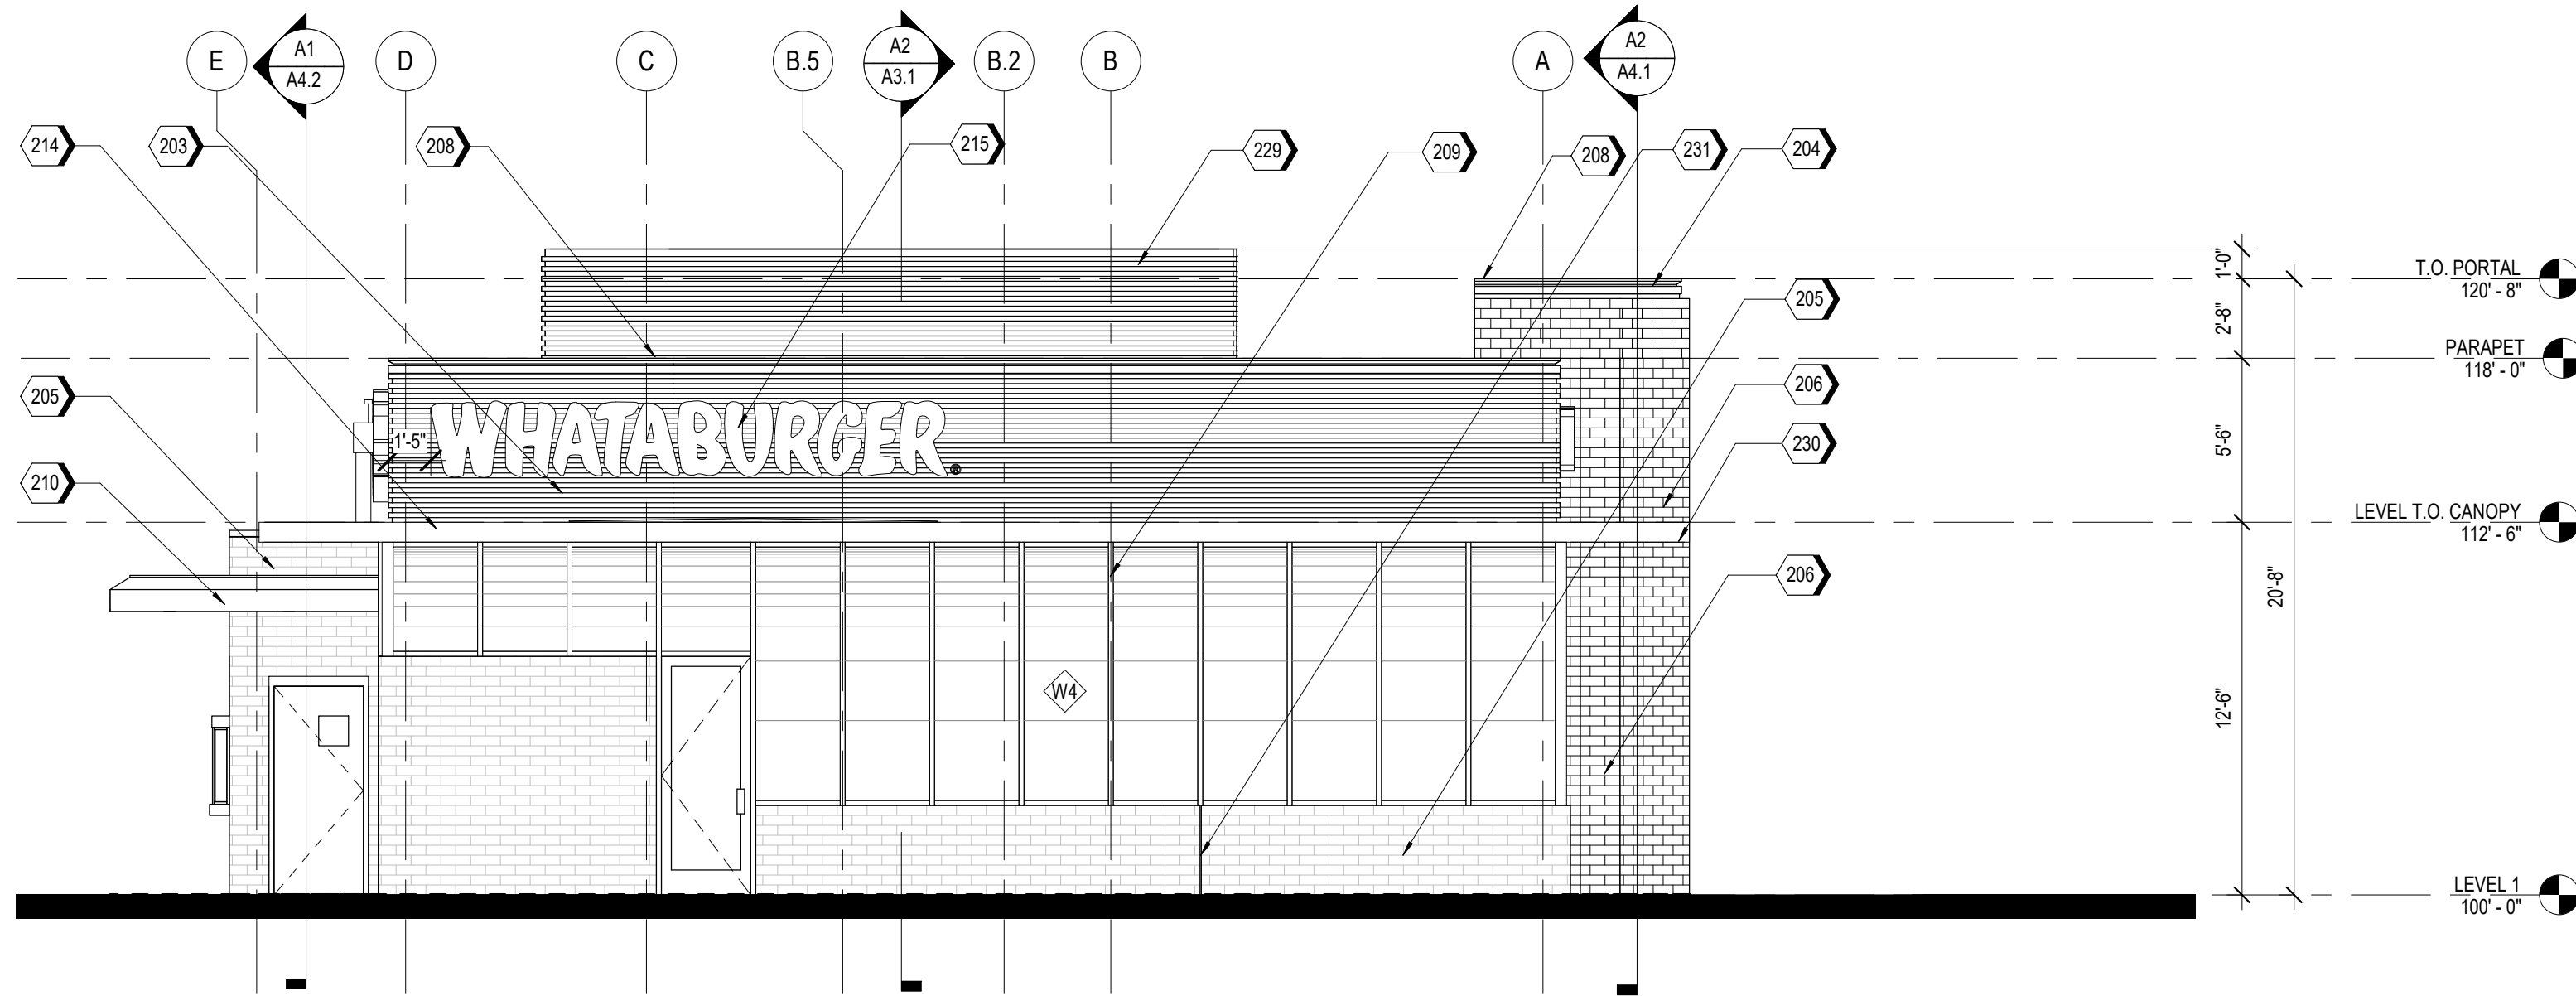 E
A1
A4.2
D
C
B.5
A2
A3.1
B.2
B
A
A2
A4.1
214
203
208
215
229
209
208
231
204
1'-0"
T.O. PORTAL
120' - 8"
205
2'-8"
PARAPET
118' - 0"
205
206
WHATABURGER®
1'-5"
230
5'-6"
210
LEVEL T.O. CANOPY
112' - 6"
206
20'-8"
W4
12'-6"
LEVEL 1
100' - 0"